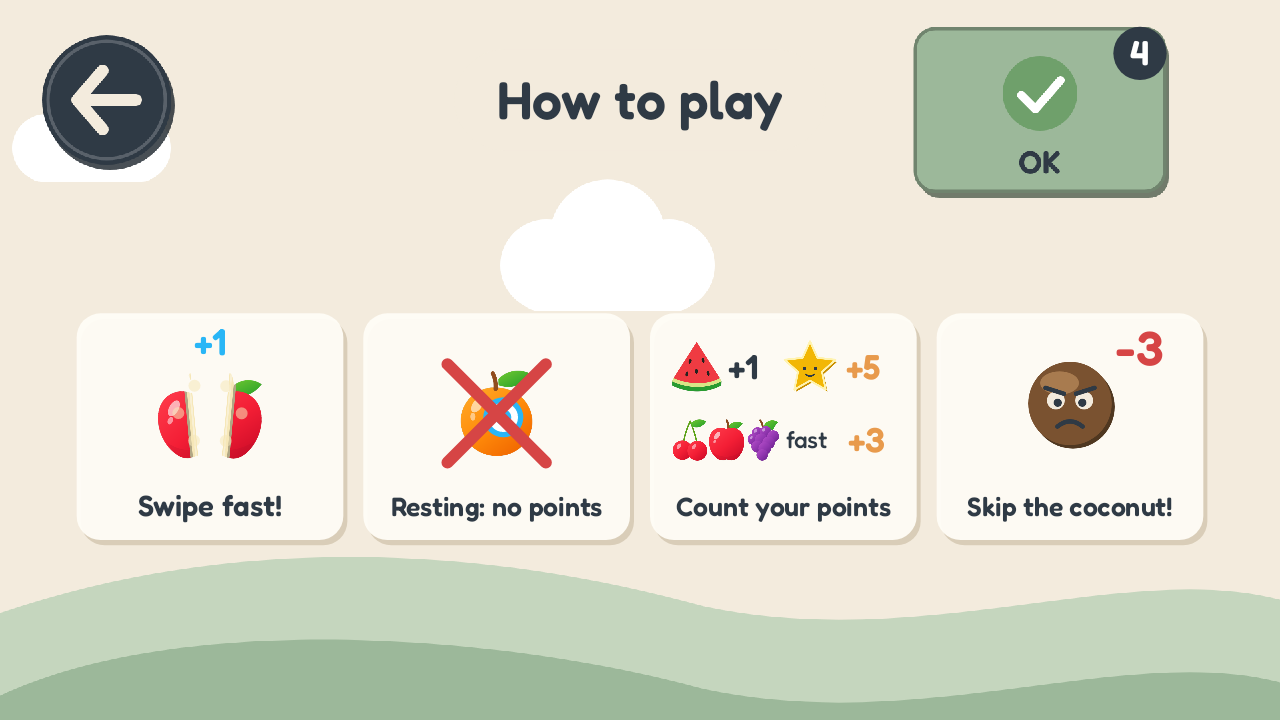 How to play
4
OK
+1
Swipe fast!
Resting: no points
+1 +5
fast +3
Count your points
-3
Skip the coconut!